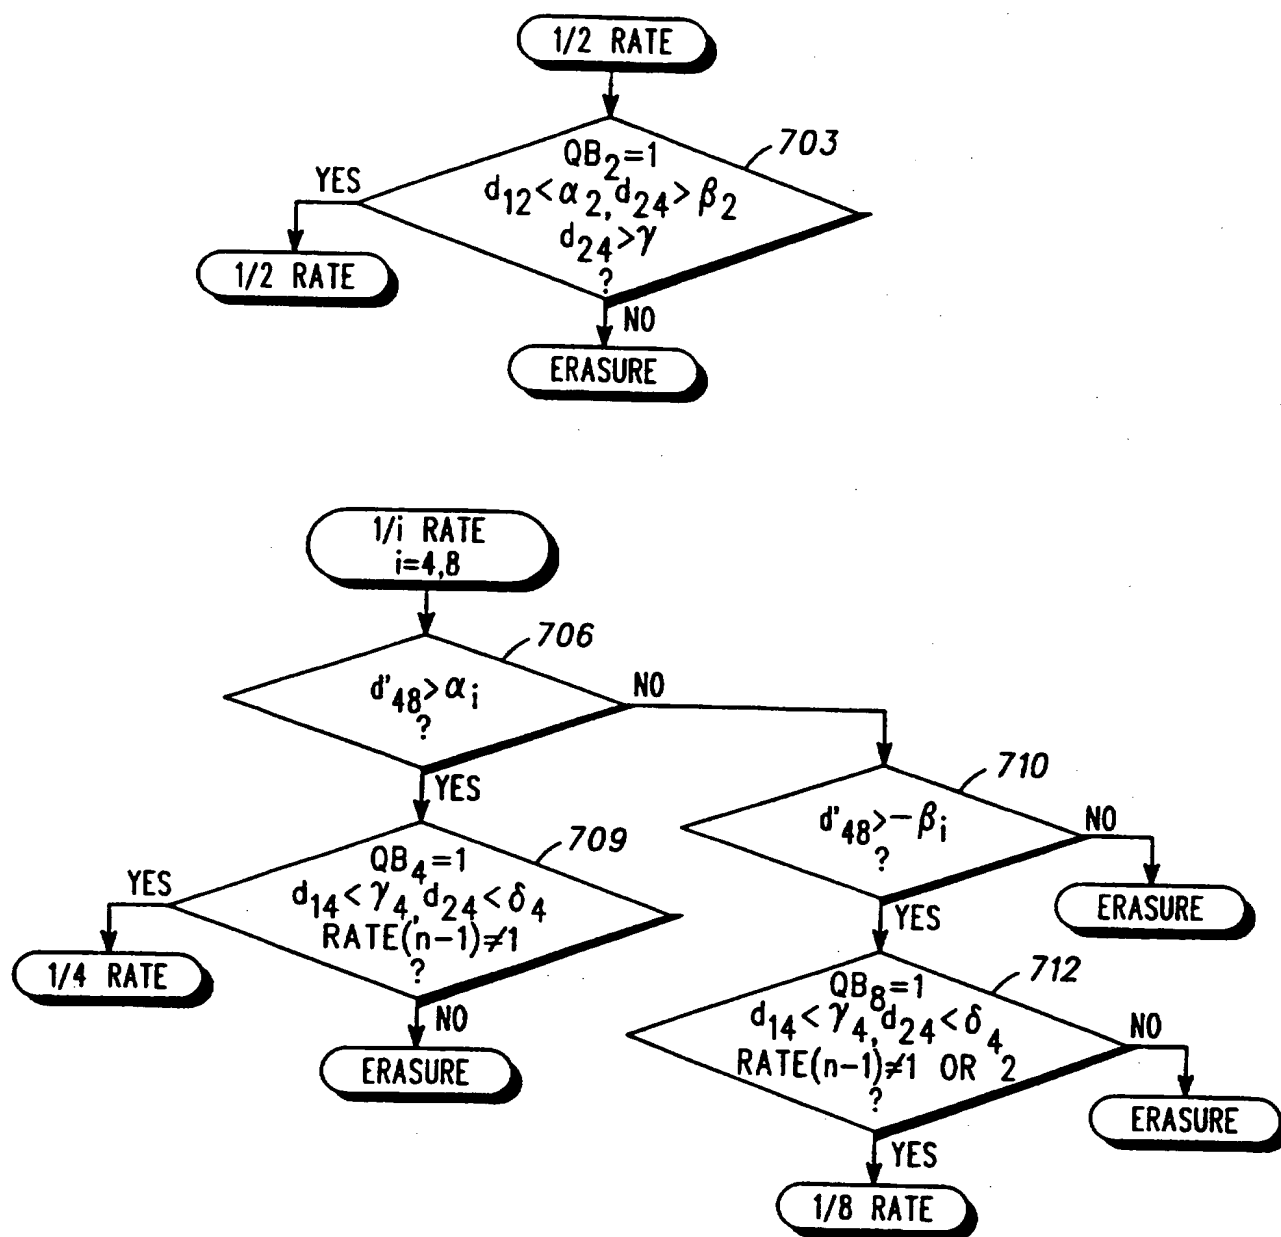 1/2 RATE
703
QB₂=1
YES
d₁₂<α₂, d₂₄>β₂
d₂₄>γ
?
1/2 RATE
NO
ERASURE
1/i RATE
i=4,8
706
d'₄₈>αᵢ
?
NO
YES
710
d'₄₈>-βᵢ
?
NO
ERASURE
YES
709
QB₄=1
YES
d₁₄<γ₄, d₂₄<δ₄
RATE(n-1)≠1
?
1/4 RATE
NO
ERASURE
712
QB₈=1
d₁₄<γ₄, d₂₄<δ₄
NO
RATE(n-1)≠1 OR 2
?
ERASURE
YES
1/8 RATE